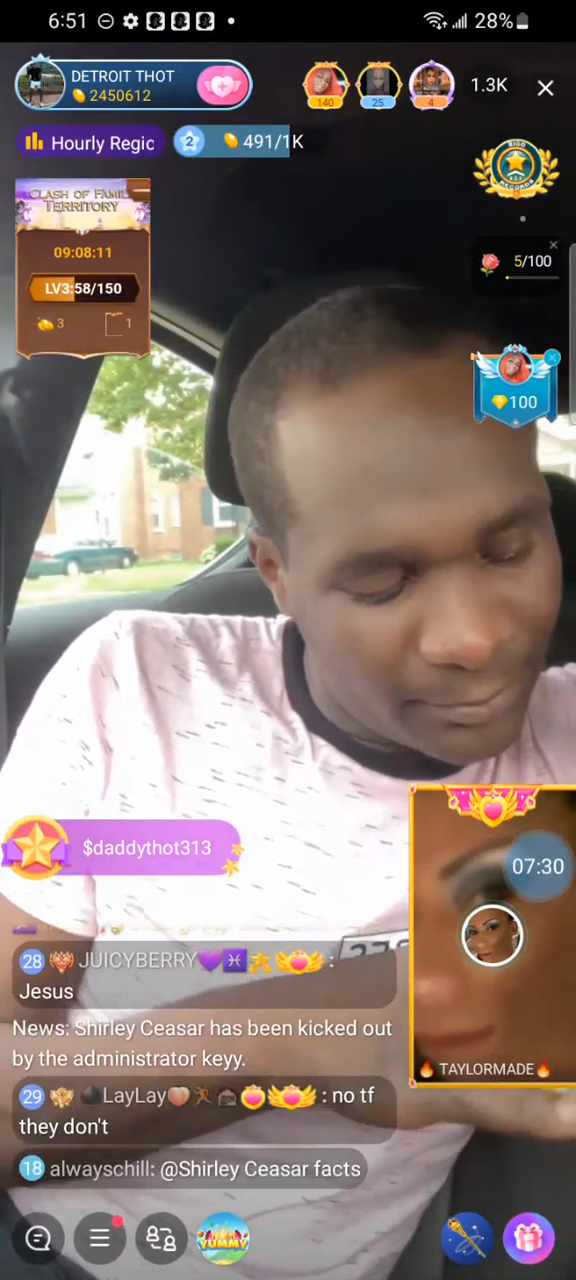 6:51
28%
DETROIT THOT
2450612
140
25
4
1.3K
Hourly Regic
2
491/1K
BIGO
RECORDS
CLASH OF FAMIL
TERRITORY
09:08:11
LV3:58/150
3
1
5/100
100
$daddythot313
07:30
28 JUICYBERRY :
Jesus
News: Shirley Ceasar has been kicked out
by the administrator keyy.
29 LayLay : no tf
they don't
18 alwayschill: @Shirley Ceasar facts
TAYLORMADE
YUMMY